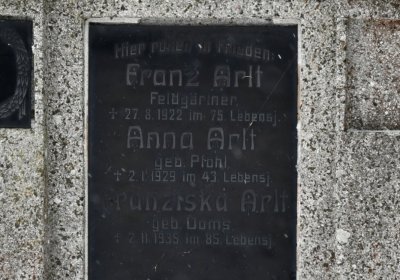 Hier ruhen in Frieden:
Franz Arlt
Feldgärtner,
✝ 27. 8. 1922 im 75. Lebensj.
Anna Arlt
geb. Pfohl
✝ 2. 1. 1929 im 43. Lebensj.
Franziska Arlt
geb. Doms
✝ 2. 11. 1935 im 85. Lebensj.